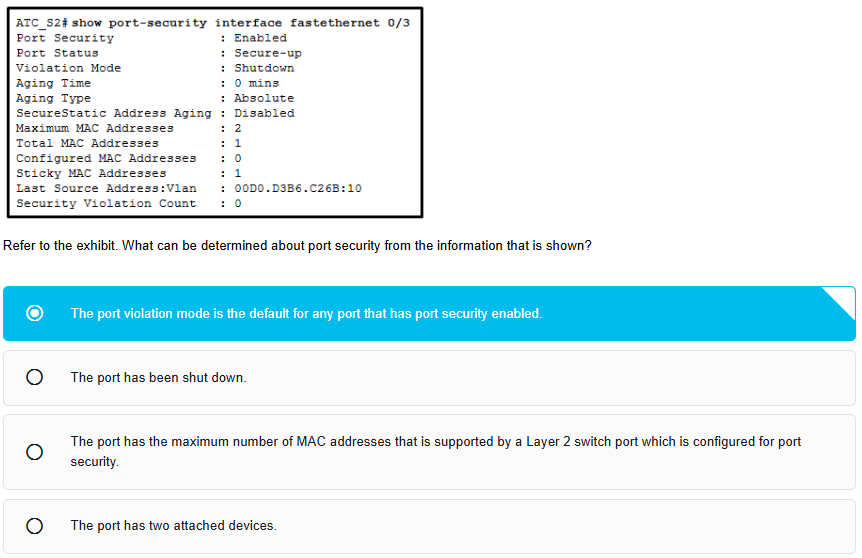 ATC_S2# show port-security interface fastethernet 0/3
Port Security : Enabled
Port Status : Secure-up
Violation Mode : Shutdown
Aging Time : 0 mins
Aging Type : Absolute
SecureStatic Address Aging : Disabled
Maximum MAC Addresses : 2
Total MAC Addresses : 1
Configured MAC Addresses : 0
Sticky MAC Addresses : 1
Last Source Address:Vlan : 00D0.D3B6.C26B:10
Security Violation Count : 0
Refer to the exhibit. What can be determined about port security from the information that is shown?
The port violation mode is the default for any port that has port security enabled.
The port has been shut down.
The port has the maximum number of MAC addresses that is supported by a Layer 2 switch port which is configured for port
security.
The port has two attached devices.